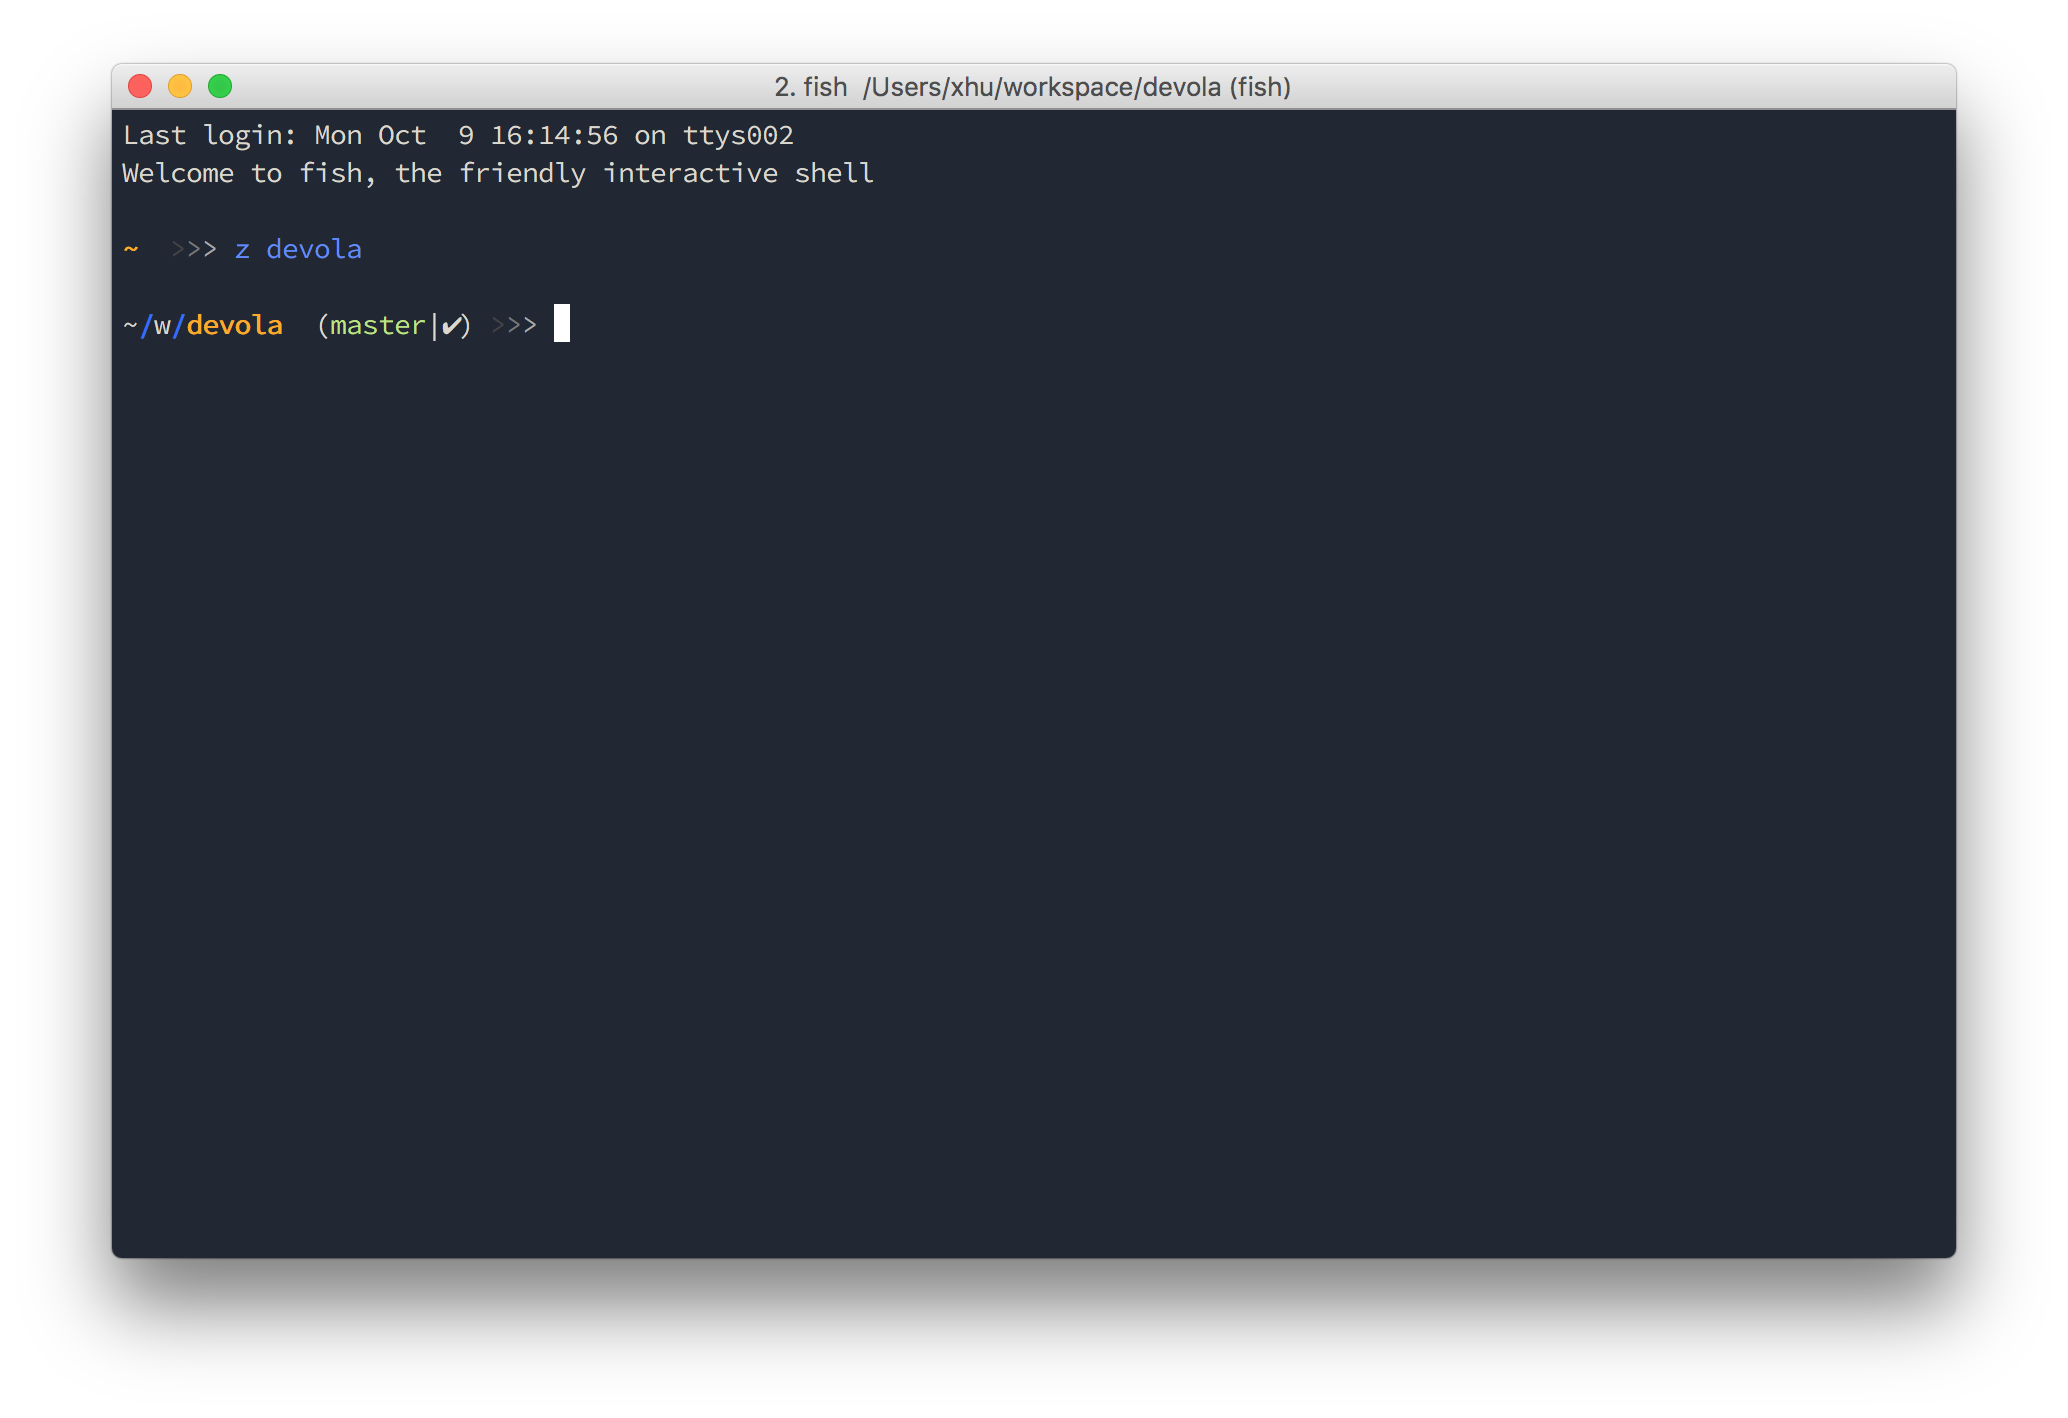 2. fish  /Users/xhu/workspace/devola (fish)
Last login: Mon Oct  9 16:14:56 on ttys002
Welcome to fish, the friendly interactive shell
~  >>> z devola
~/w/devola  (master|✔) >>>